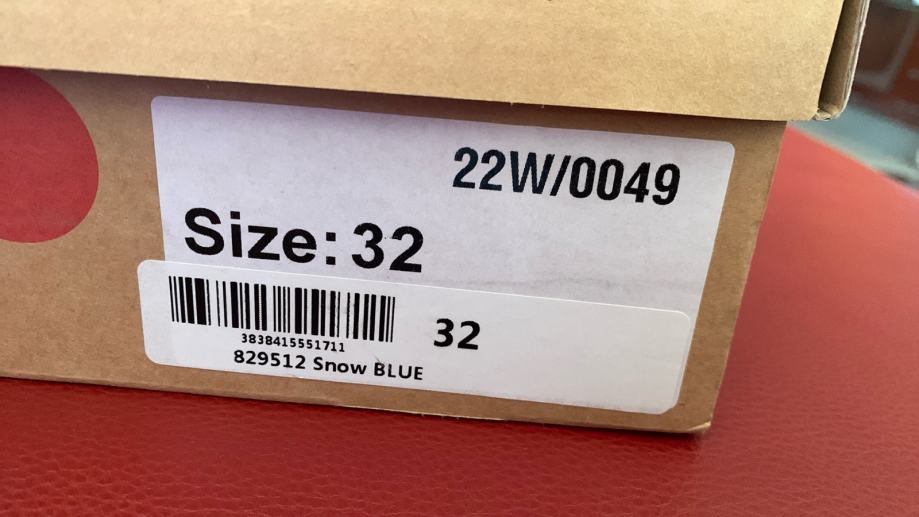 22W/0049
Size: 32
32
3838415551711
829512 Snow BLUE